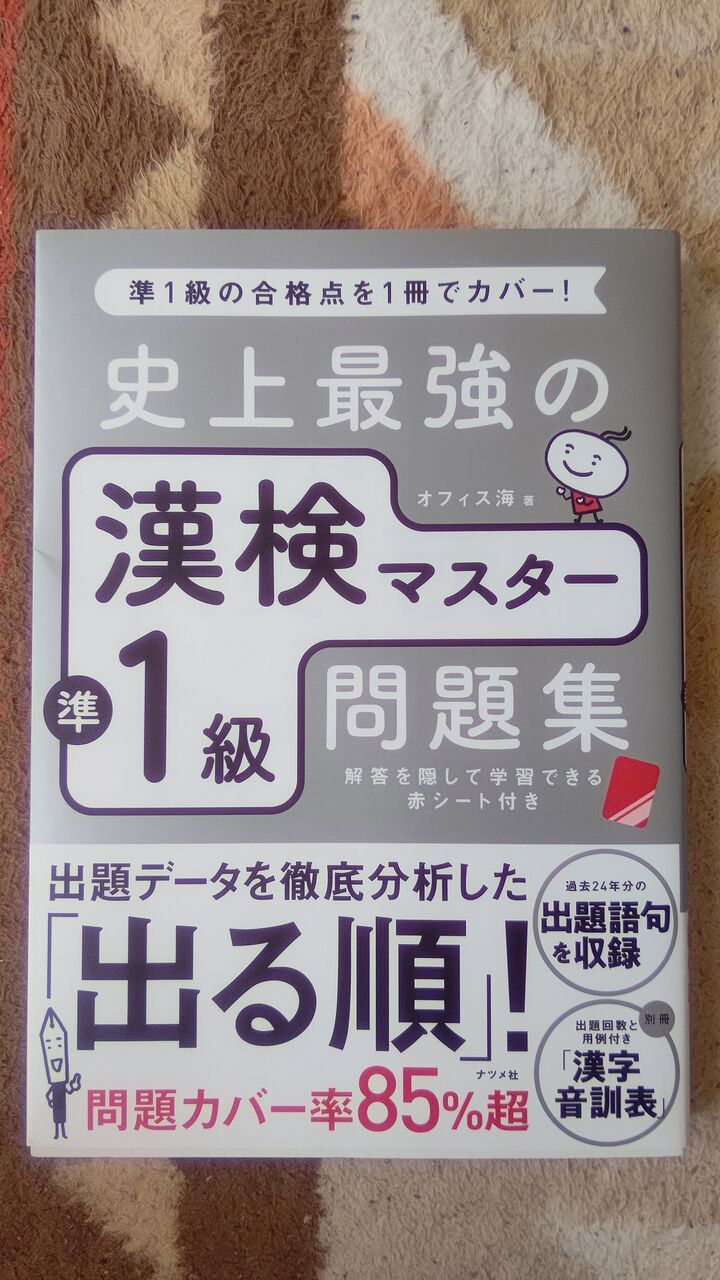 準1級の合格点を1冊でカバー!
史上最強の
オフィス海 著
漢検マスター
準1級
問題集
解答を隠して学習できる
赤シート付き
出題データを徹底分析した
「出る順」!
ナツメ社
問題カバー率85%超
過去24年分の
出題語句
を収録
別冊
出題回数と
用例付き
「漢字
音訓表」